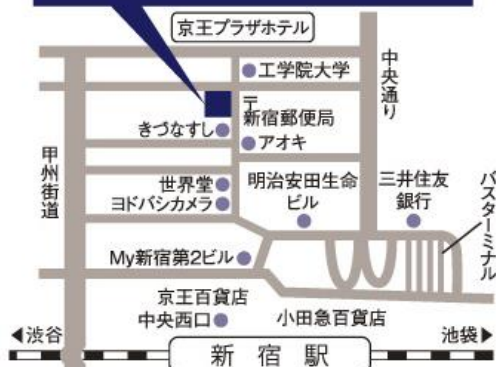 京王プラザホテル
工学院大学
中央通り
〒
新宿郵便局
きづなすし
アオキ
甲州街道
世界堂
ヨドバシカメラ
明治安田生命
ビル
三井住友
銀行
バスターミナル
My新宿第2ビル
京王百貨店
中央西口
小田急百貨店
◀渋谷
池袋▶
新宿駅